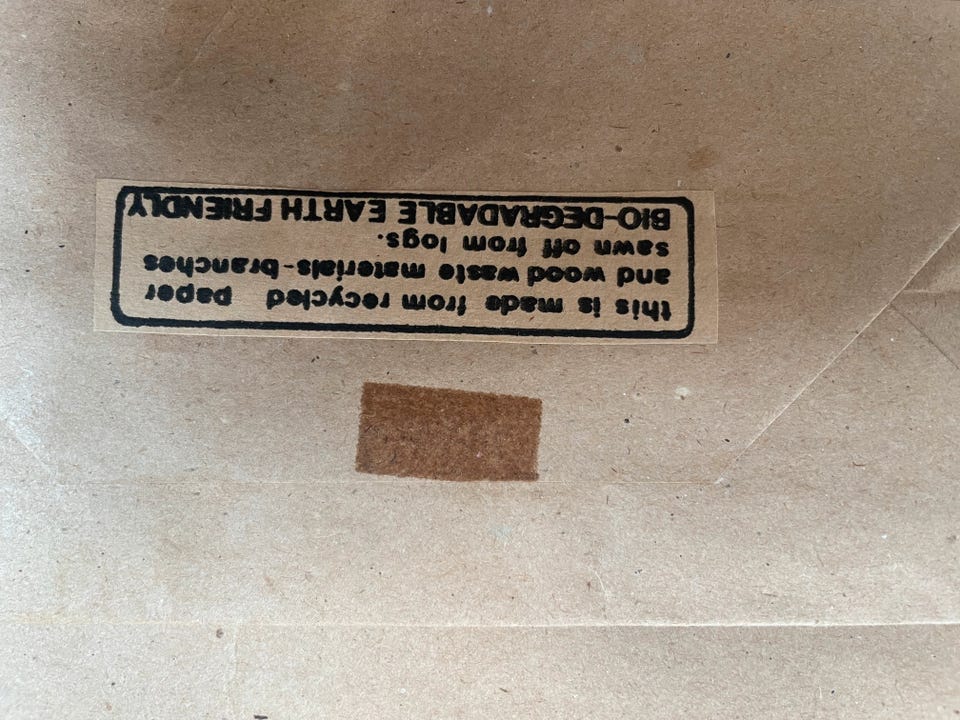 this is made from recycled paper
and wood waste materials-branches
sawn off from logs.
BIO-DEGRADABLE EARTH FRIENDLY